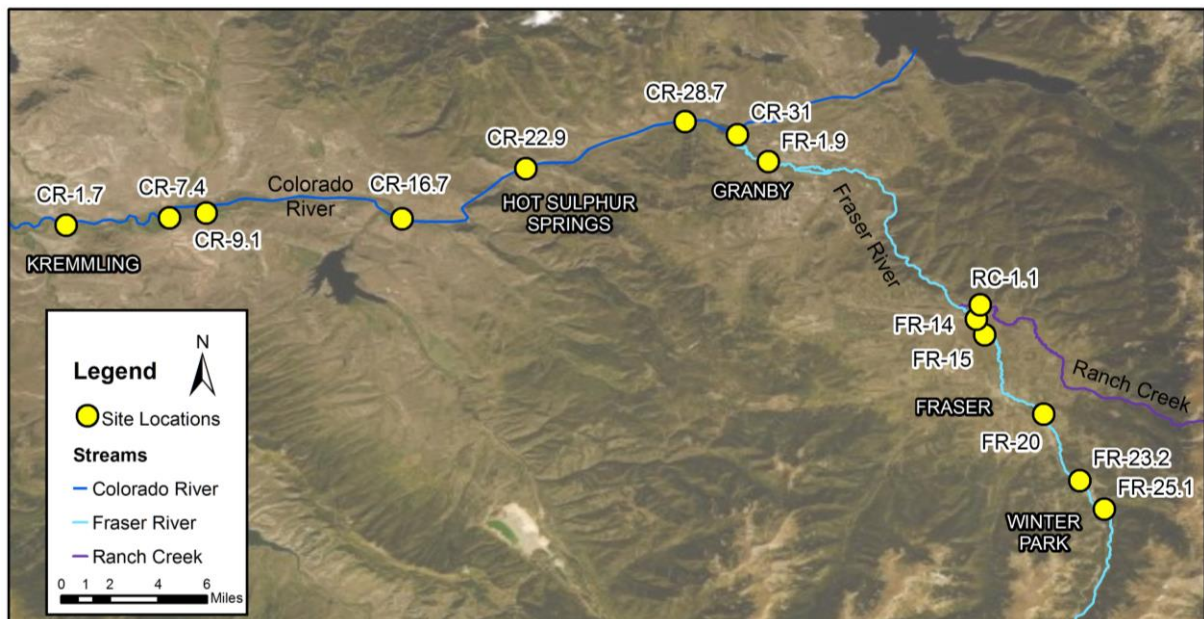 CR-28.7
CR-31
CR-22.9
FR-1.9
CR-1.7
CR-7.4
Colorado
River
CR-16.7
GRANBY
HOT SULPHUR
SPRINGS
CR-9.1
KREMMLING
Fraser River
RC-1.1
FR-14
FR-15
Ranch Creek
FRASER
FR-20
FR-23.2
FR-25.1
WINTER
PARK
N
Legend
Site Locations
Streams
Colorado River
Fraser River
Ranch Creek
0 1 2 4 6
Miles